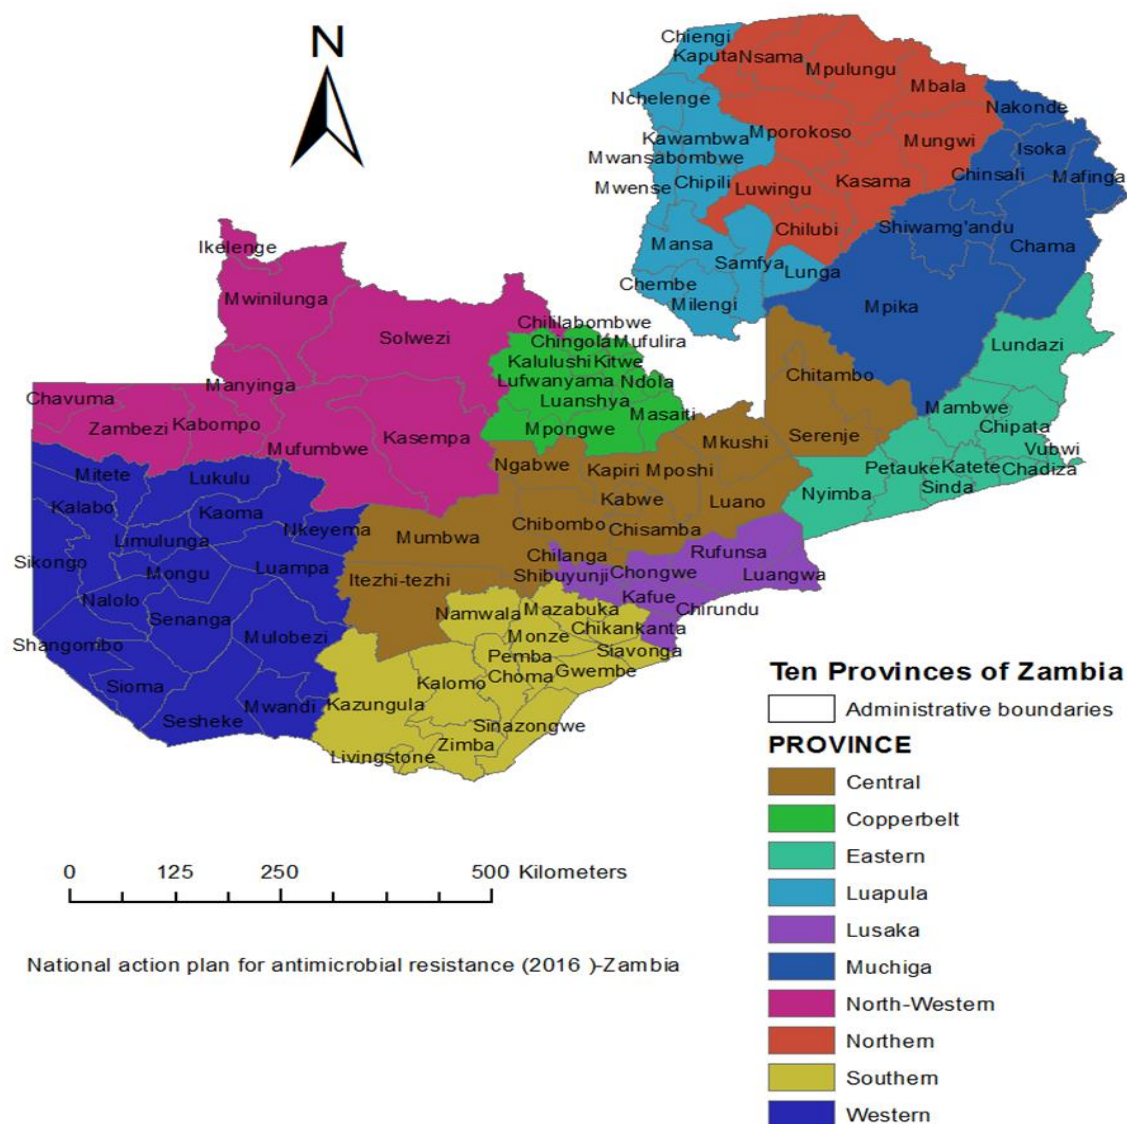 N
Chiengi
Kaputa
Nsama
Mpulungu
Mbala
Nchelenge
Nakonde
Kawambwa
Mporokoso
Mungwi
Isoka
Mwansabombwe
Chinsali
Mafinga
Mwense
Chipili
Luwingu
Kasama
Shiwamg'andu
Chilubi
Mansa
Chama
Ikelenge
Samfya
Lunga
Chembe
Milengi
Mpika
Mwinilunga
Solwezi
Chililabombwe
Chingola
Mufulira
Lundazi
Kalulushi
Kitwe
Chitambo
Manyinga
Lufwanyama
Ndola
Chavuma
Luanshya
Masaiti
Mambwe
Zambezi
Kabompo
Mufumbwe
Kasempa
Mpongwe
Mkushi
Serenje
Chipata
Vubwi
Mitete
Lukulu
Ngabwe
Kapiri Mposhi
Petauke
Katete
Chadiza
Sinda
Nyimba
Kalabo
Kaoma
Nkeyema
Kabwe
Luano
Limulunga
Mumbwa
Chibombo
Chisamba
Sikongo
Mongu
Luampa
Chilanga
Rufunsa
Itezhi-tezhi
Shibuyunji
Chongwe
Luangwa
Nalolo
Senanga
Kafue
Chirundu
Namwala
Mazabuka
Chikankanta
Mulobezi
Monze
Shangombo
Pemba
Siavonga
Gwembe
Sioma
Kalomo
Choma
Sesheke
Mwandi
Kazungula
Sinazongwe
Zimba
Livingstone
Ten Provinces of Zambia
Administrative boundaries
PROVINCE
Central
Copperbelt
Eastern
Luapula
Lusaka
Muchiga
North-Western
Northern
Southern
Western
0 125 250 500 Kilometers
National action plan for antimicrobial resistance (2016 )-Zambia